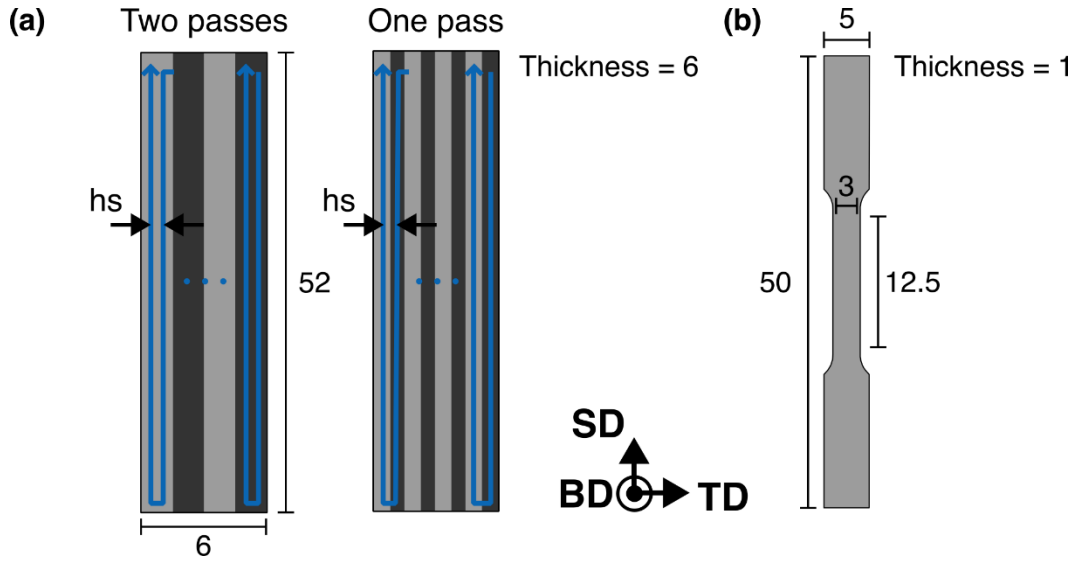 (a)
Two passes
One pass
Thickness = 6
hs
hs
52
6
(b)
5
Thickness = 1
3
50
12.5
SD
BD
TD